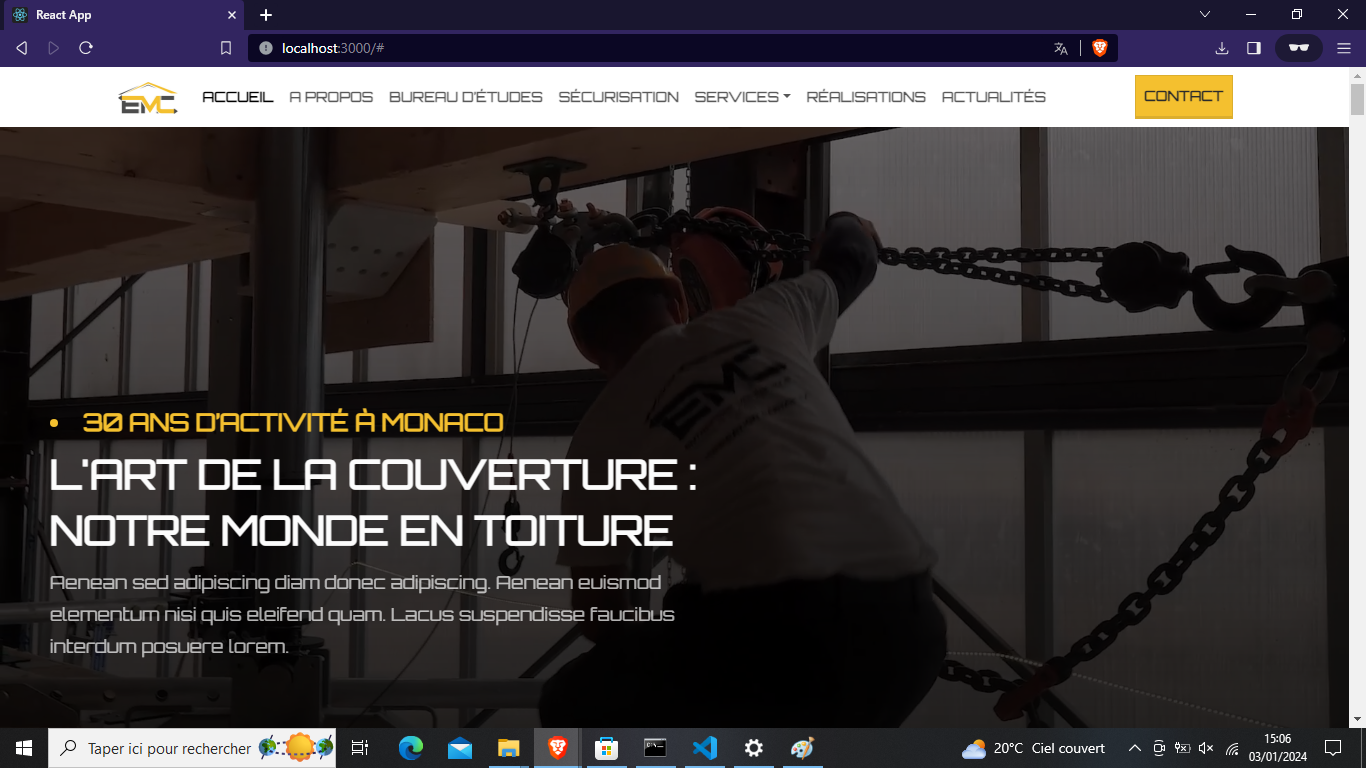 React App
localhost:3000/#
EMC
ACCUEIL A PROPOS BUREAU D'ÉTUDES SÉCURISATION SERVICES RÉALISATIONS ACTUALITÉS CONTACT
EMC
30 ANS D'ACTIVITÉ À MONACO
L'ART DE LA COUVERTURE :
NOTRE MONDE EN TOITURE
Aenean sed adipiscing diam donec adipiscing. Aenean euismod
elementum nisi quis eleifend quam. Lacus suspendisse faucibus
interdum posuere lorem.
Taper ici pour rechercher
20°C Ciel couvert
15:06
03/01/2024